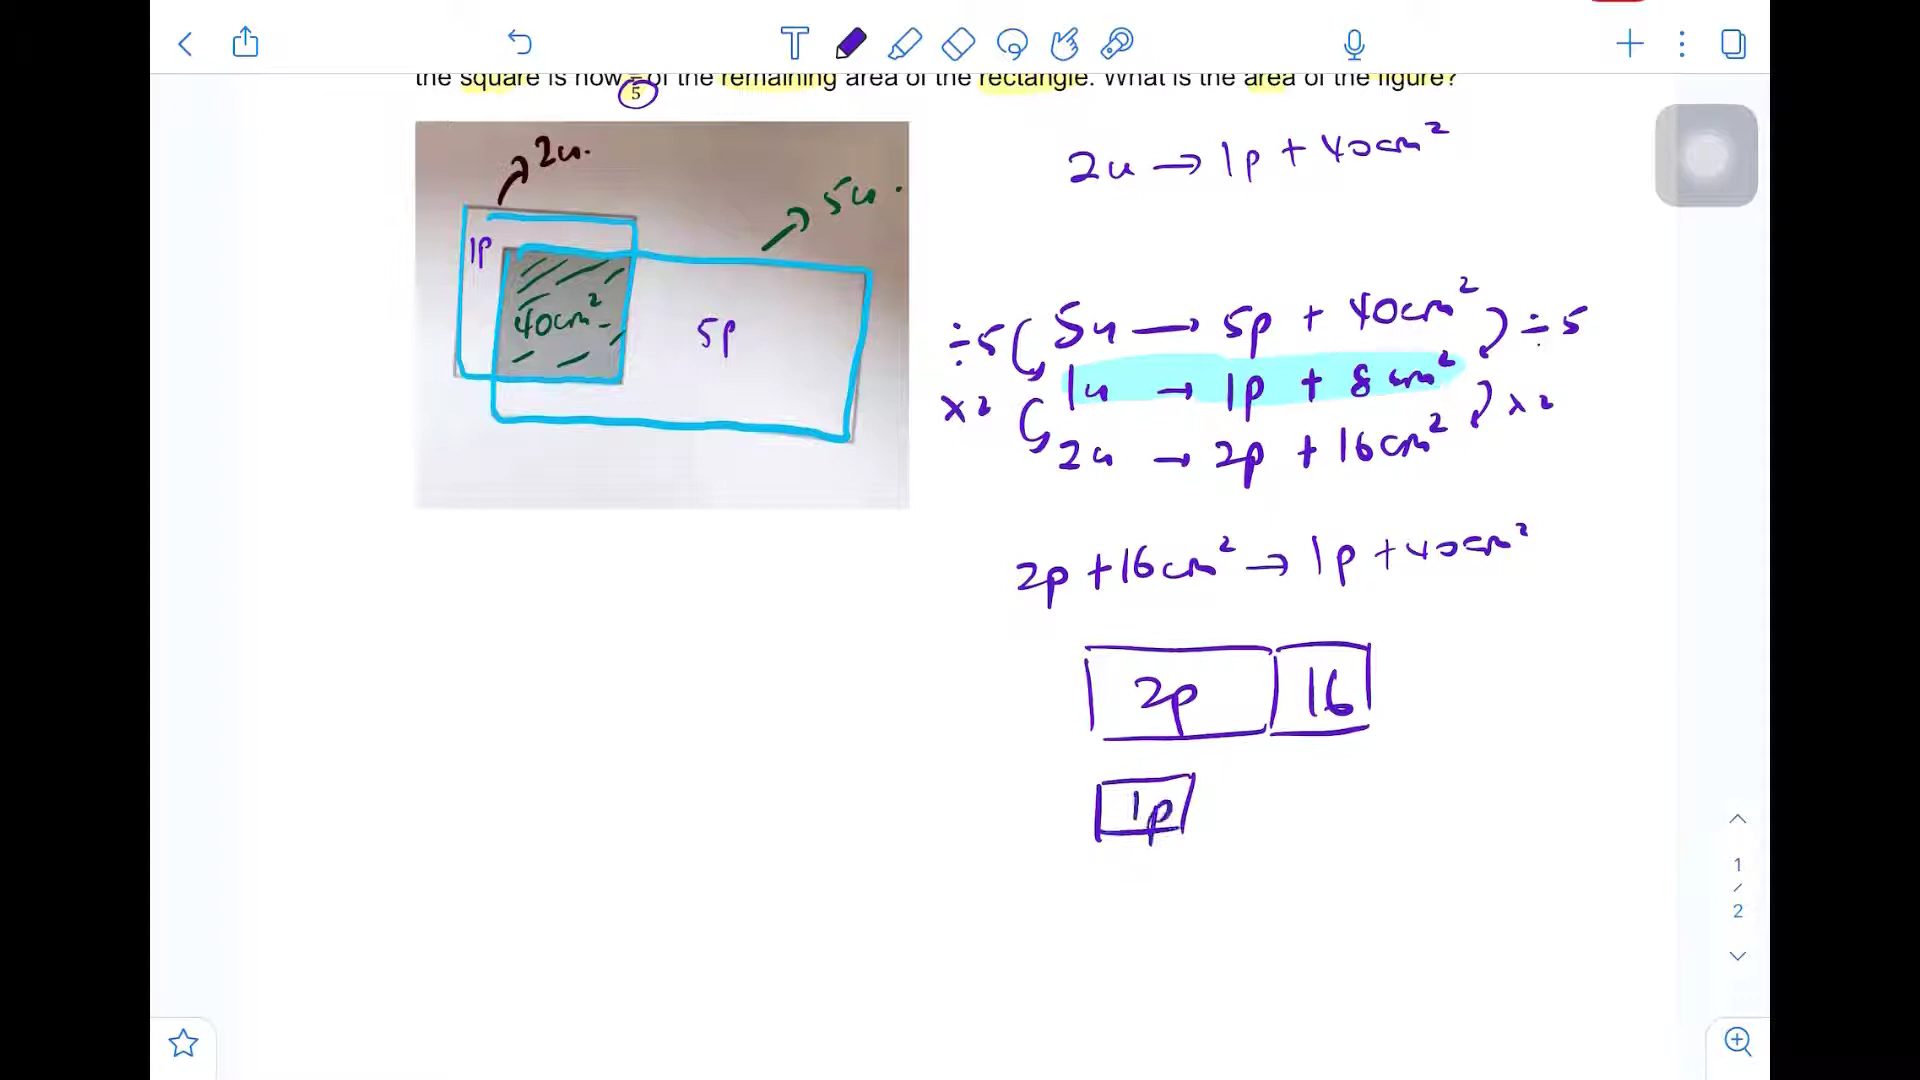 the square is now 5 of the remaining area of the rectangle. What is the area of the figure?
2u.
5u.
1p
40cm²
5p
2u → 1p + 40cm²
÷5 5u → 5p + 40cm² ÷5
1u → 1p + 8cm²
x2 2u → 2p + 16cm² x2
2p + 16cm² → 1p + 40cm²
2p 16
1p
1
/
2